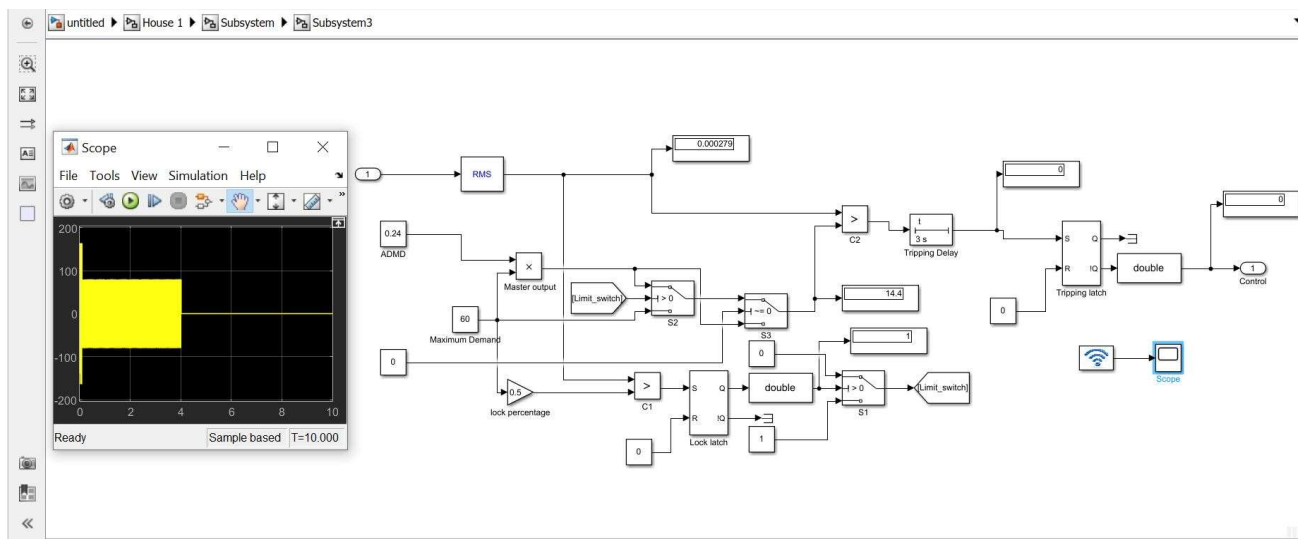 untitled House 1 Subsystem Subsystem3
Scope
File Tools View Simulation Help
200
100
0
-100
-200
0 2 4 6 8 10
Ready Sample based T=10.000
1
RMS
0.000279
0.24
ADMD
×
Master output
60
Maximum Demand
0
[Limit_switch]
> 0
S2
~= 0
S3
>
C2
t
3 s
Tripping Delay
0
14.4
1
0.5
lock percentage
>
C1
0
S Q
R !Q
Lock latch
double
0
1
> 0
S1
[Limit_switch]
0
S Q
R !Q
Tripping latch
double
0
1
Control
Scope